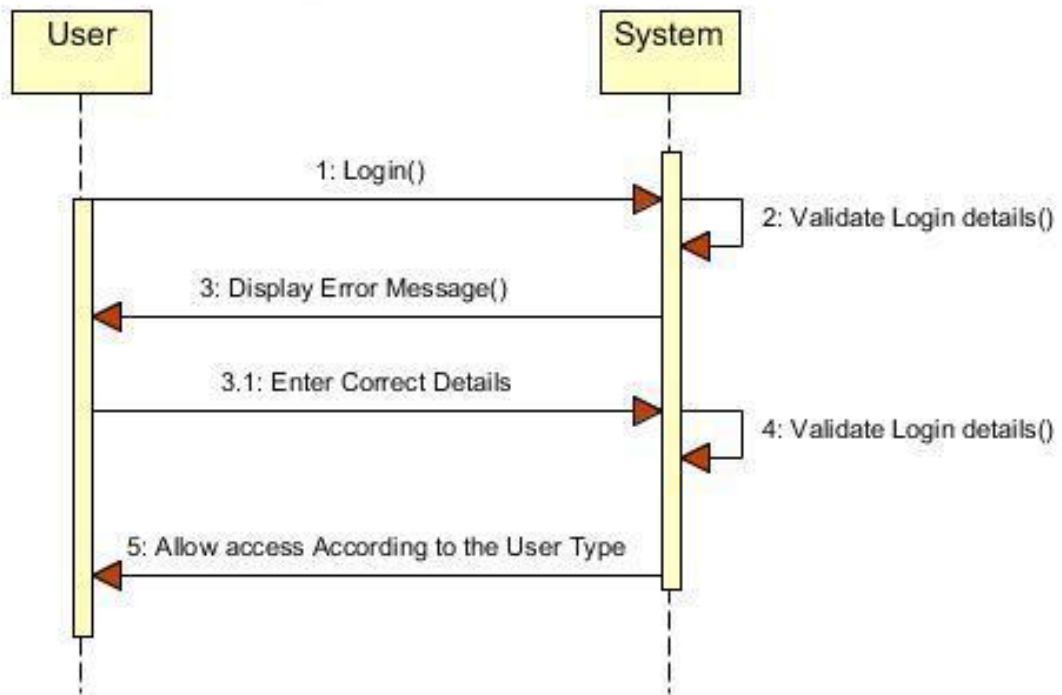 User
System
1: Login()
2: Validate Login details()
3: Display Error Message()
3.1: Enter Correct Details
4: Validate Login details()
5: Allow access According to the User Type